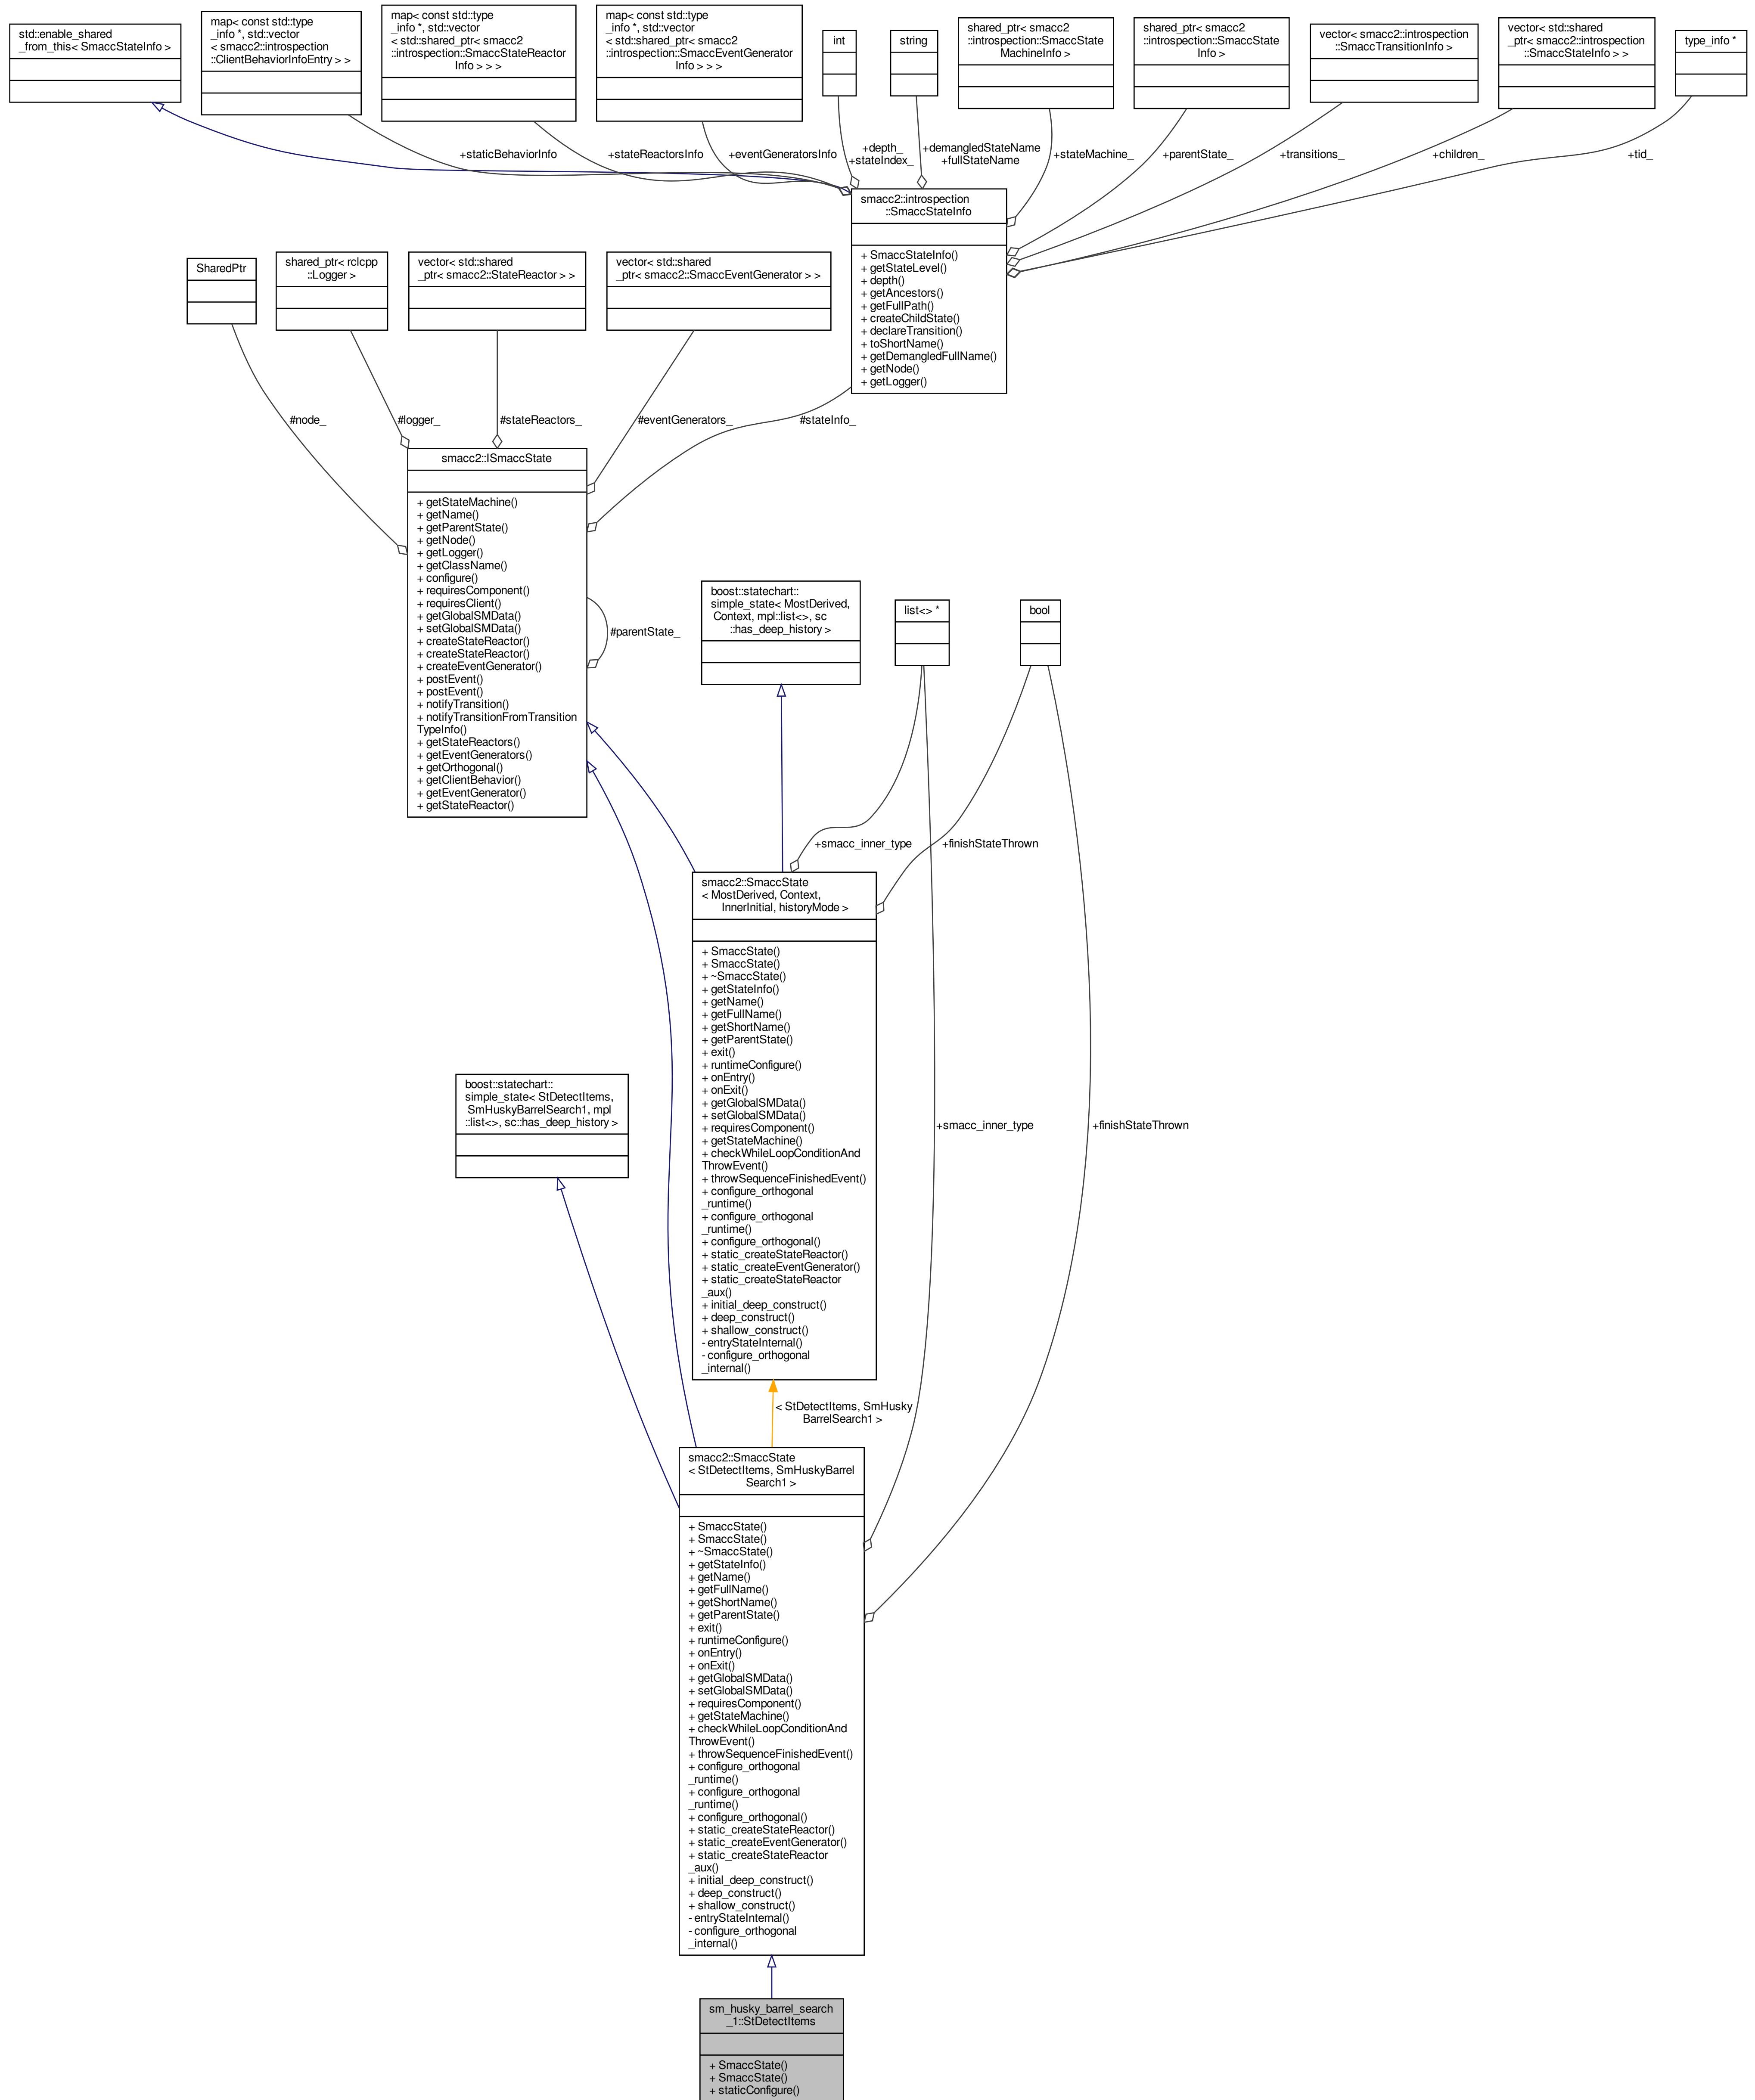 std::enable_shared
_from_this< SmaccStateInfo >
map< const std::type
_info *, std::vector
< smacc2::introspection
::ClientBehaviorInfoEntry > >
map< const std::type
_info *, std::vector
< std::shared_ptr< smacc2
::introspection::SmaccStateReactor
Info > > >
map< const std::type
_info *, std::vector
< std::shared_ptr< smacc2
::introspection::SmaccEventGenerator
Info > > >
int
string
shared_ptr< smacc2
::introspection::SmaccState
MachineInfo >
shared_ptr< smacc2
::introspection::SmaccState
Info >
vector< smacc2::introspection
::SmaccTransitionInfo >
vector< std::shared
_ptr< smacc2::introspection
::SmaccStateInfo > >
type_info *
+staticBehaviorInfo
+stateReactorsInfo
+eventGeneratorsInfo
+depth_
+stateIndex_
+demangledStateName
+fullStateName
+stateMachine_
+parentState_
+transitions_
+children_
+tid_
smacc2::introspection
::SmaccStateInfo
+ SmaccStateInfo()
+ getStateLevel()
+ depth()
+ getAncestors()
+ getFullPath()
+ createChildState()
+ declareTransition()
+ toShortName()
+ getDemangledFullName()
+ getNode()
+ getLogger()
SharedPtr
shared_ptr< rclcpp
::Logger >
vector< std::shared
_ptr< smacc2::StateReactor > >
vector< std::shared
_ptr< smacc2::SmaccEventGenerator > >
#node_
#logger_
#stateReactors_
#eventGenerators_
#stateInfo_
smacc2::ISmaccState
+ getStateMachine()
+ getName()
+ getParentState()
+ getNode()
+ getLogger()
+ getClassName()
+ configure()
+ requiresComponent()
+ requiresClient()
+ getGlobalSMData()
+ setGlobalSMData()
+ createStateReactor()
+ createStateReactor()
+ createEventGenerator()
+ postEvent()
+ postEvent()
+ notifyTransition()
+ notifyTransitionFromTransition
TypeInfo()
+ getStateReactors()
+ getEventGenerators()
+ getOrthogonal()
+ getClientBehavior()
+ getEventGenerator()
+ getStateReactor()
#parentState_
boost::statechart::
simple_state< MostDerived,
Context, mpl::list<>, sc
::has_deep_history >
list<> *
bool
+smacc_inner_type
+finishStateThrown
smacc2::SmaccState
< MostDerived, Context,
InnerInitial, historyMode >
+ SmaccState()
+ SmaccState()
+ ~SmaccState()
+ getStateInfo()
+ getName()
+ getFullName()
+ getShortName()
+ getParentState()
+ exit()
+ runtimeConfigure()
+ onEntry()
+ onExit()
+ getGlobalSMData()
+ setGlobalSMData()
+ requiresComponent()
+ getStateMachine()
+ checkWhileLoopConditionAnd
ThrowEvent()
+ throwSequenceFinishedEvent()
+ configure_orthogonal
_runtime()
+ configure_orthogonal
_runtime()
+ configure_orthogonal()
+ static_createStateReactor()
+ static_createEventGenerator()
+ static_createStateReactor
_aux()
+ initial_deep_construct()
+ deep_construct()
+ shallow_construct()
- entryStateInternal()
- configure_orthogonal
_internal()
boost::statechart::
simple_state< StDetectItems,
SmHuskyBarrelSearch1, mpl
::list<>, sc::has_deep_history >
+smacc_inner_type
+finishStateThrown
< StDetectItems, SmHusky
BarrelSearch1 >
smacc2::SmaccState
< StDetectItems, SmHuskyBarrel
Search1 >
+ SmaccState()
+ SmaccState()
+ ~SmaccState()
+ getStateInfo()
+ getName()
+ getFullName()
+ getShortName()
+ getParentState()
+ exit()
+ runtimeConfigure()
+ onEntry()
+ onExit()
+ getGlobalSMData()
+ setGlobalSMData()
+ requiresComponent()
+ getStateMachine()
+ checkWhileLoopConditionAnd
ThrowEvent()
+ throwSequenceFinishedEvent()
+ configure_orthogonal
_runtime()
+ configure_orthogonal
_runtime()
+ configure_orthogonal()
+ static_createStateReactor()
+ static_createEventGenerator()
+ static_createStateReactor
_aux()
+ initial_deep_construct()
+ deep_construct()
+ shallow_construct()
- entryStateInternal()
- configure_orthogonal
_internal()
sm_husky_barrel_search
_1::StDetectItems
+ SmaccState()
+ SmaccState()
+ staticConfigure()